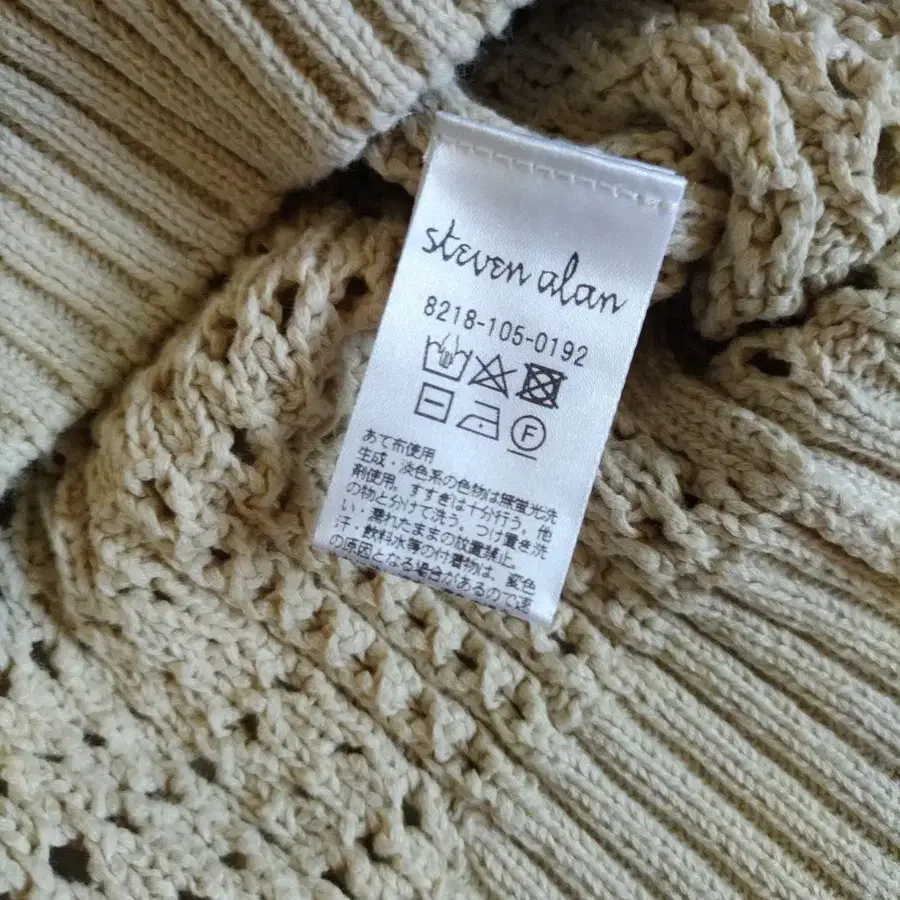 steven alan
8218-105-0192
F
あて布使用
生成・淡色系の色物は無蛍光洗
剤使用。すすぎは十分行う。他
の物と分けて洗う。つけ置き洗
い・濡れたままの放置禁止。
汗・飲料水等の付着物は、変色
の原因となる場合があるので速